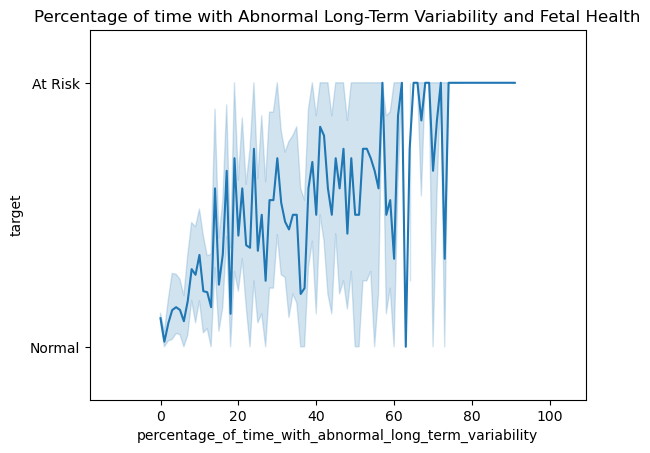 Percentage of time with Abnormal Long-Term Variability and Fetal Health
At Risk
target
Normal
0 20 40 60 80 100
percentage_of_time_with_abnormal_long_term_variability